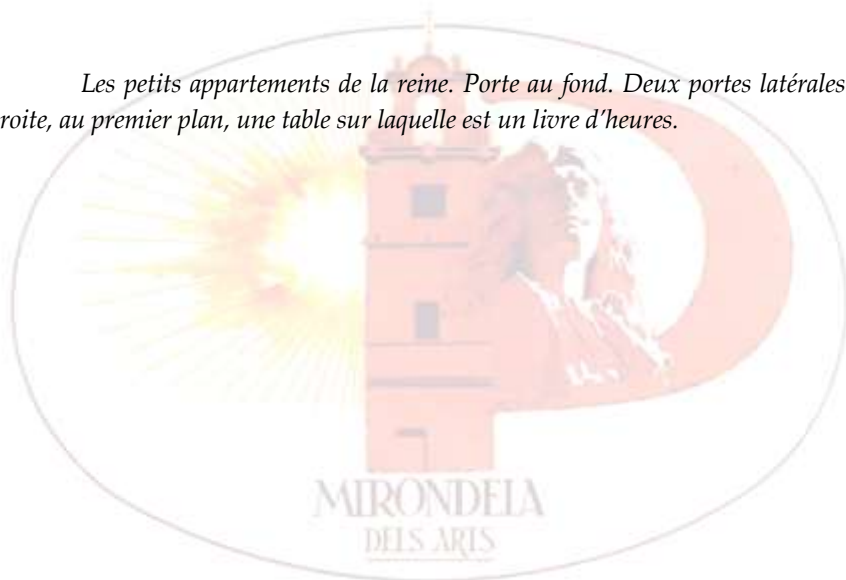 Les petits appartements de la reine. Porte au fond. Deux portes latérales
roite, au premier plan, une table sur laquelle est un livre d’heures.
MIRONDELA
DELS ARTS